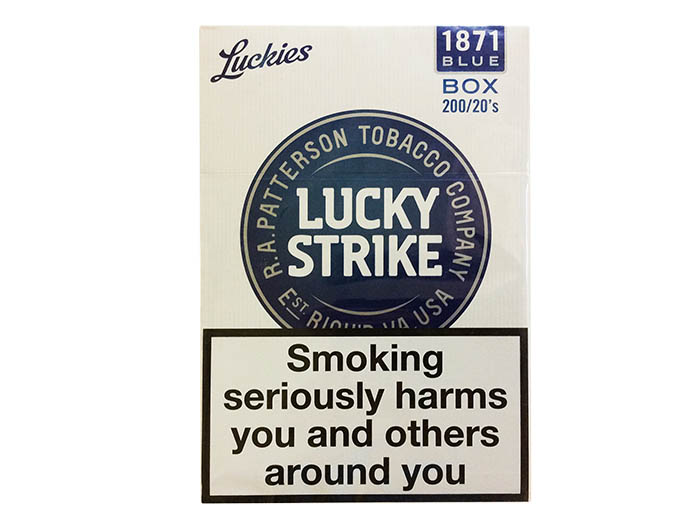 Luckies
1871
BLUE
BOX
200/20's
R.A. PATTERSON TOBACCO COMPANY
LUCKY
STRIKE
EST. VA. USA
Smoking
seriously harms
you and others
around you